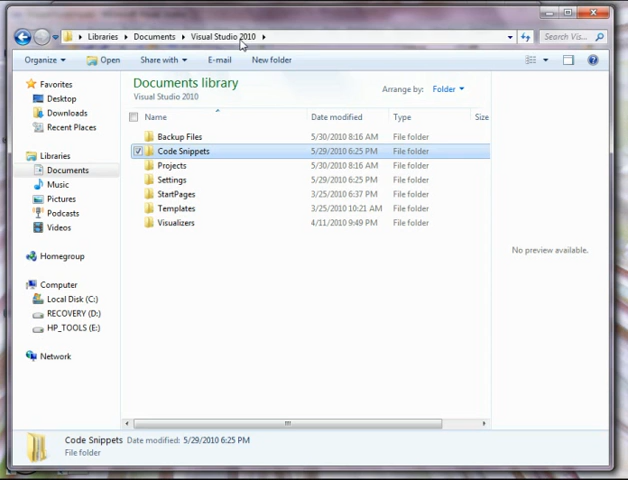 Libraries Documents Visual Studio 2010
Search Vis...
Organize Open Share with E-mail New folder
Favorites
Desktop
Downloads
Recent Places
Libraries
Documents
Music
Pictures
Podcasts
Videos
Homegroup
Computer
Local Disk (C:)
RECOVERY (D:)
HP_TOOLS (E:)
Network
Documents library
Visual Studio 2010
Arrange by: Folder
Name Date modified Type Size
Backup Files 5/30/2010 8:16 AM File folder
Code Snippets 5/29/2010 6:25 PM File folder
Projects 5/30/2010 8:16 AM File folder
Settings 5/29/2010 6:25 PM File folder
StartPages 3/25/2010 6:37 PM File folder
Templates 3/25/2010 10:21 AM File folder
Visualizers 4/11/2010 9:49 PM File folder
No preview available.
Code Snippets Date modified: 5/29/2010 6:25 PM
File folder